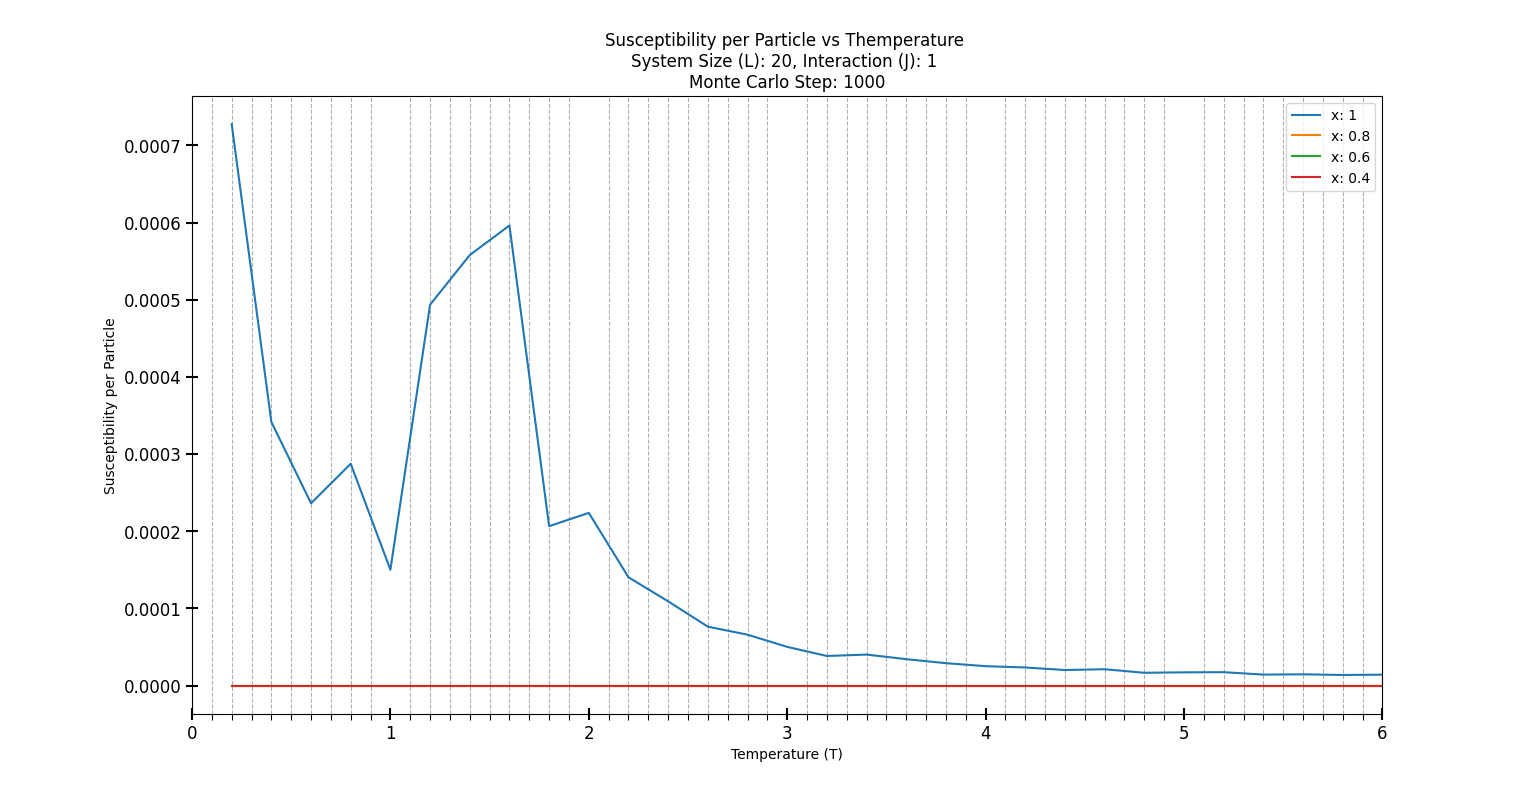 Susceptibility per Particle vs Themperature
System Size (L): 20, Interaction (J): 1
Monte Carlo Step: 1000
x: 1
x: 0.8
x: 0.6
x: 0.4
0.0007
0.0006
0.0005
0.0004
0.0003
0.0002
0.0001
0.0000
Susceptibility per Particle
0 1 2 3 4 5 6
Temperature (T)